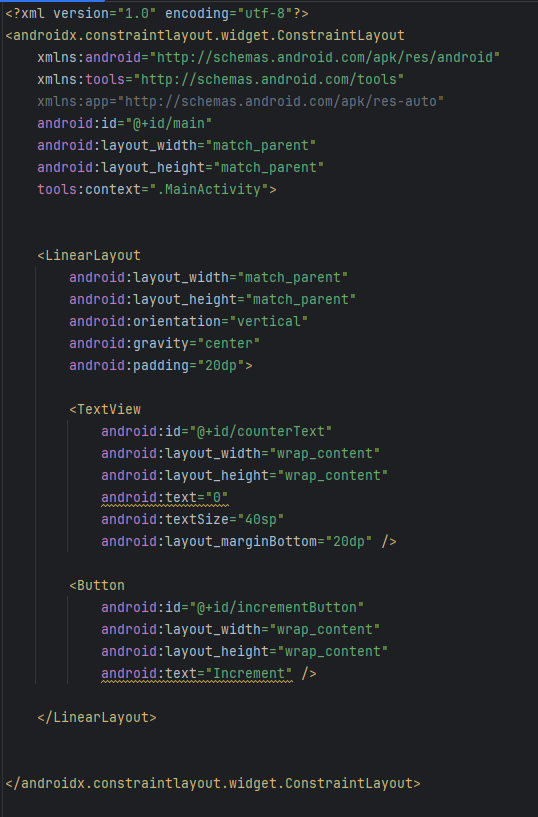 <?xml version="1.0" encoding="utf-8"?>
<androidx.constraintlayout.widget.ConstraintLayout
    xmlns:android="http://schemas.android.com/apk/res/android"
    xmlns:tools="http://schemas.android.com/tools"
    xmlns:app="http://schemas.android.com/apk/res-auto"
    android:id="@+id/main"
    android:layout_width="match_parent"
    android:layout_height="match_parent"
    tools:context=".MainActivity">
    <LinearLayout
        android:layout_width="match_parent"
        android:layout_height="match_parent"
        android:orientation="vertical"
        android:gravity="center"
        android:padding="20dp">
        <TextView
            android:id="@+id/counterText"
            android:layout_width="wrap_content"
            android:layout_height="wrap_content"
            android:text="0"
            android:textSize="40sp"
            android:layout_marginBottom="20dp" />
        <Button
            android:id="@+id/incrementButton"
            android:layout_width="wrap_content"
            android:layout_height="wrap_content"
            android:text="Increment" />
    </LinearLayout>
</androidx.constraintlayout.widget.ConstraintLayout>